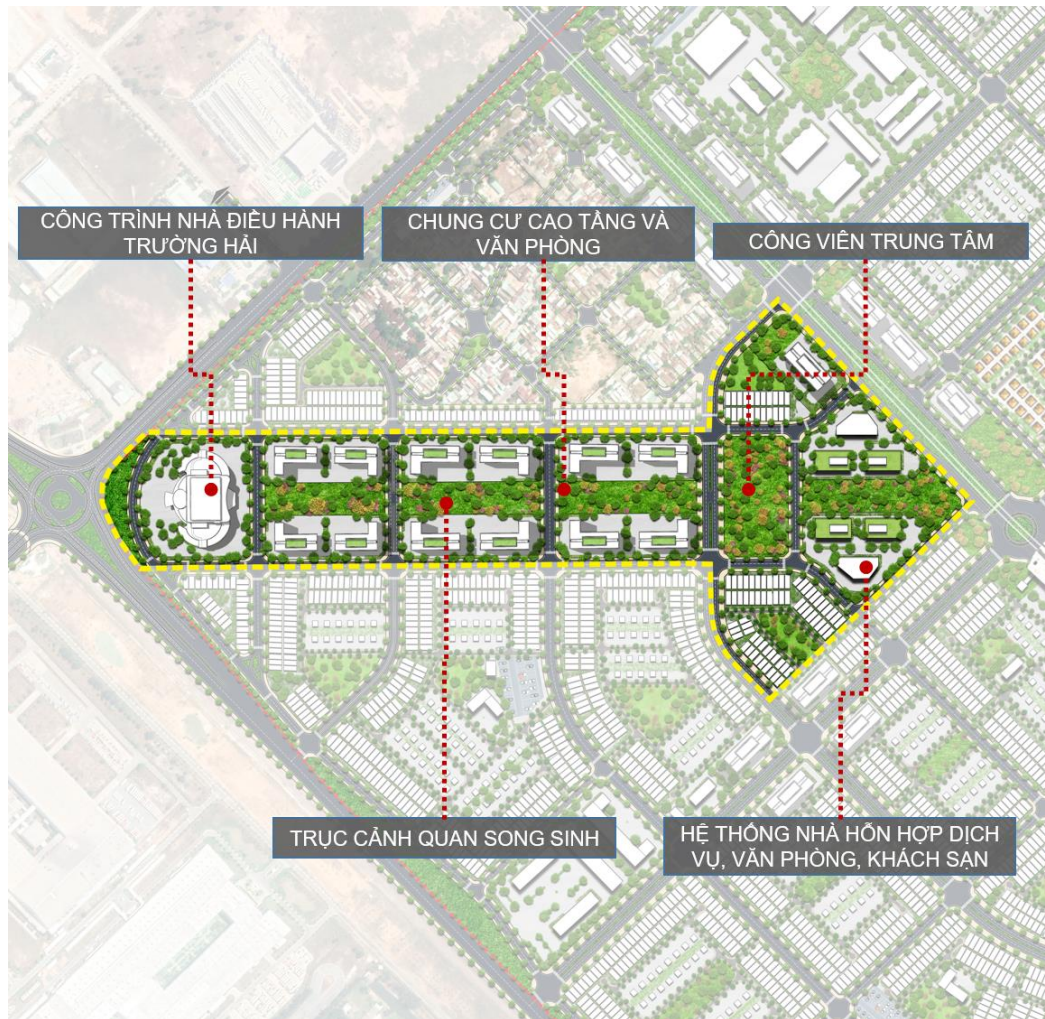 CÔNG TRÌNH NHÀ ĐIỀU HÀNH
TRƯỜNG HẢI
CHUNG CƯ CAO TẦNG VÀ
VĂN PHÒNG
CÔNG VIÊN TRUNG TÂM
TRỤC CẢNH QUAN SONG SINH
HỆ THỐNG NHÀ HỖN HỢP DỊCH
VỤ, VĂN PHÒNG, KHÁCH SẠN